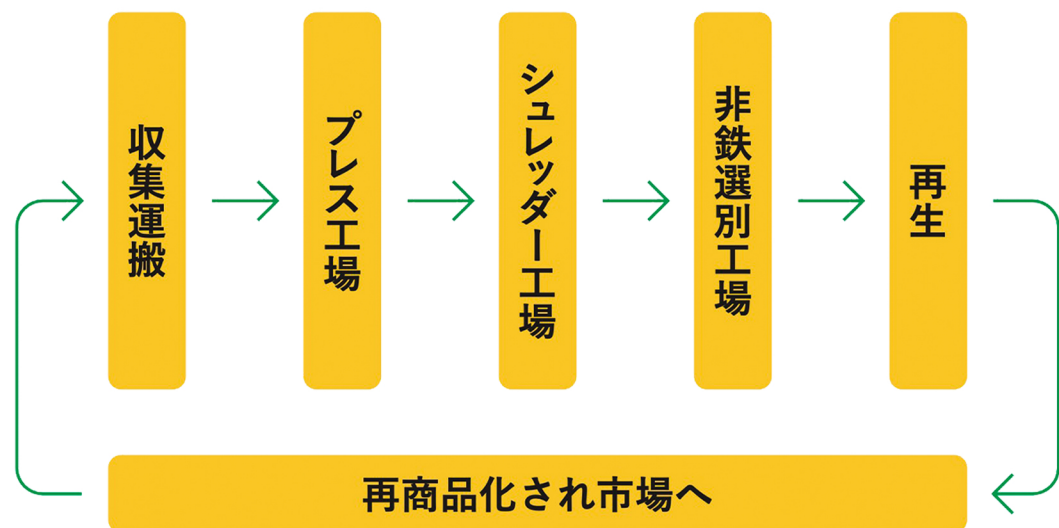 収集運搬
プレス工場
シュレッダー工場
非鉄選別工場
再生
再商品化され市場へ